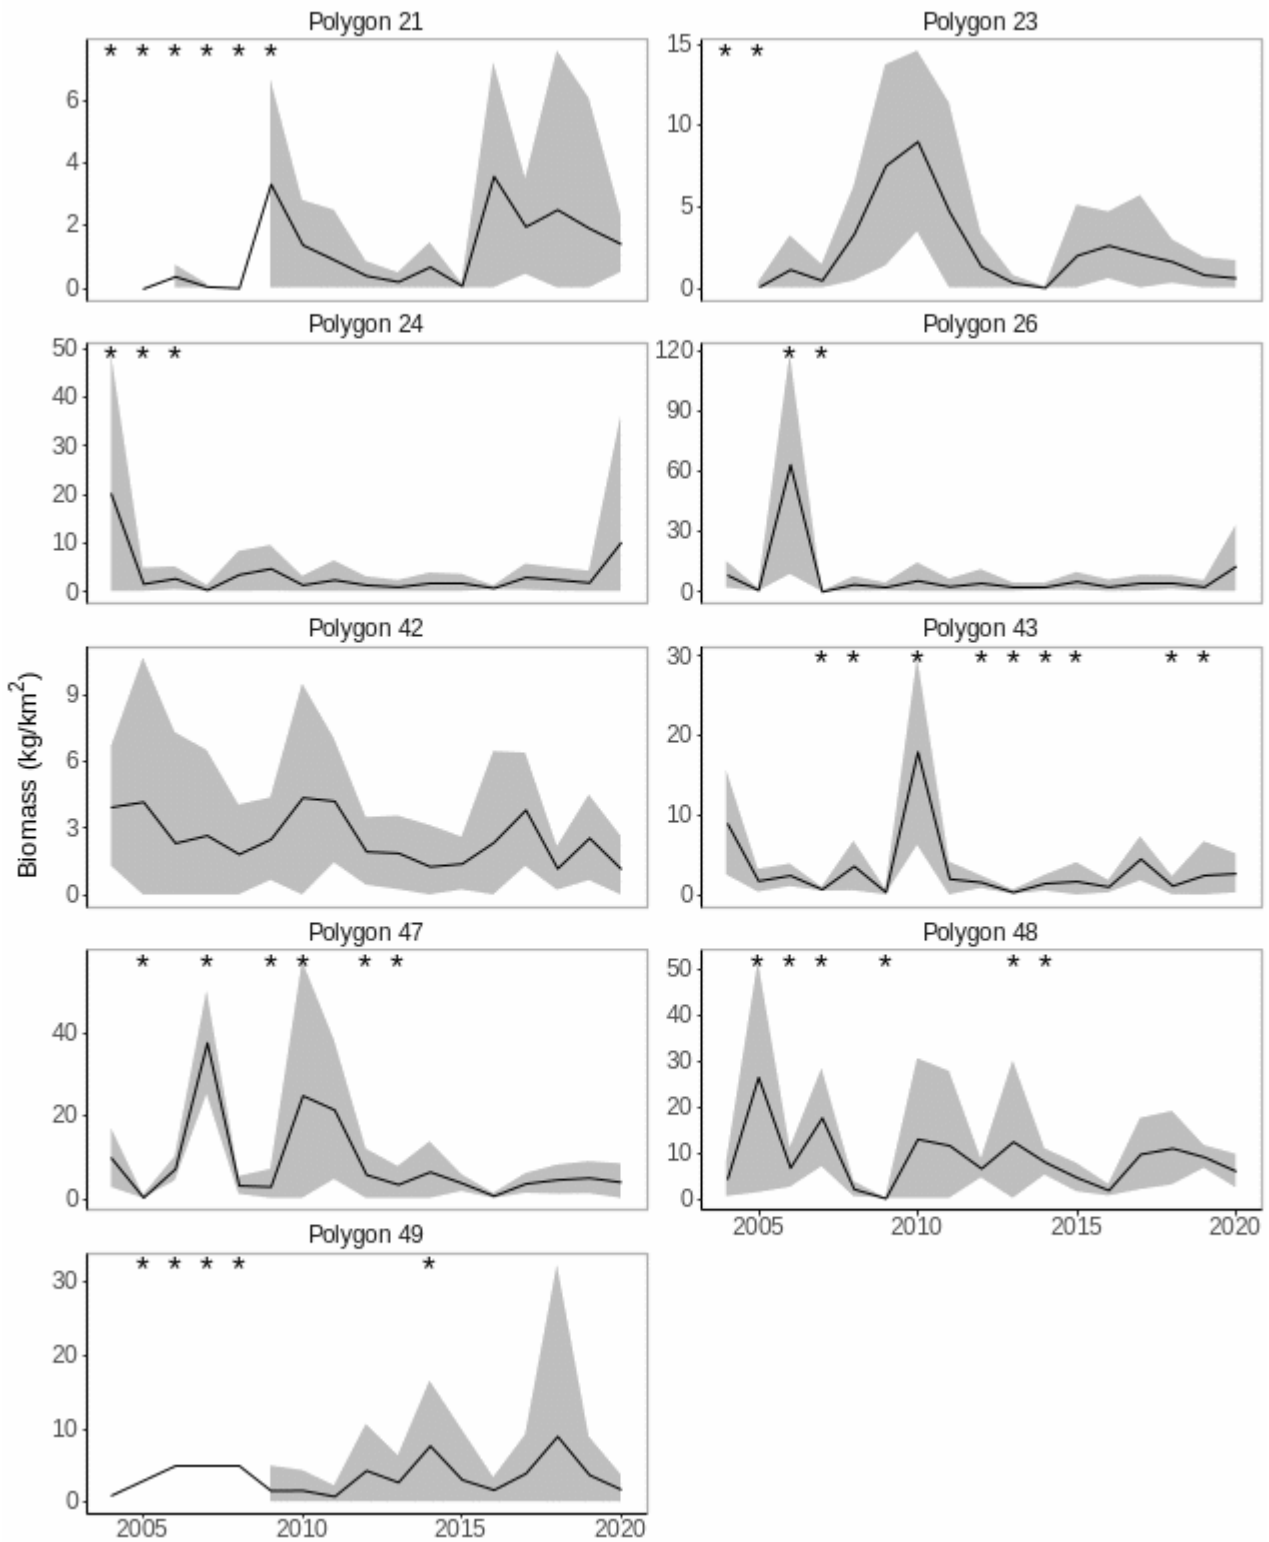 Polygon 21
* * * * * *
6
4
2
0
Polygon 23
* *
15
10
5
0
Polygon 24
* * *
50
40
30
20
10
0
Polygon 26
* *
120
90
60
30
0
Biomass (kg/km²)
Polygon 42
9
6
3
0
Polygon 43
* * * * * * * * *
30
20
10
0
Polygon 47
* * * * * *
40
20
0
Polygon 48
* * * * * *
50
40
30
20
10
0
2005 2010 2015 2020
Polygon 49
* * * * *
30
20
10
0
2005 2010 2015 2020